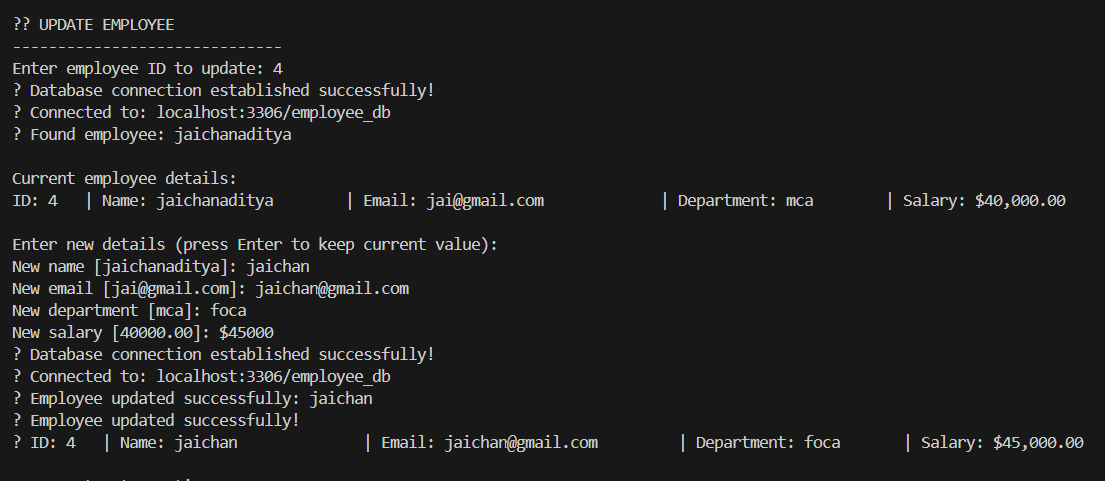 ?? UPDATE EMPLOYEE
------------------------------
Enter employee ID to update: 4
? Database connection established successfully!
? Connected to: localhost:3306/employee_db
? Found employee: jaichanaditya
Current employee details:
ID: 4   | Name: jaichanaditya        | Email: jai@gmail.com             | Department: mca        | Salary: $40,000.00
Enter new details (press Enter to keep current value):
New name [jaichanaditya]: jaichan
New email [jai@gmail.com]: jaichan@gmail.com
New department [mca]: foca
New salary [40000.00]: $45000
? Database connection established successfully!
? Connected to: localhost:3306/employee_db
? Employee updated successfully: jaichan
? Employee updated successfully!
? ID: 4   | Name: jaichan              | Email: jaichan@gmail.com         | Department: foca       | Salary: $45,000.00